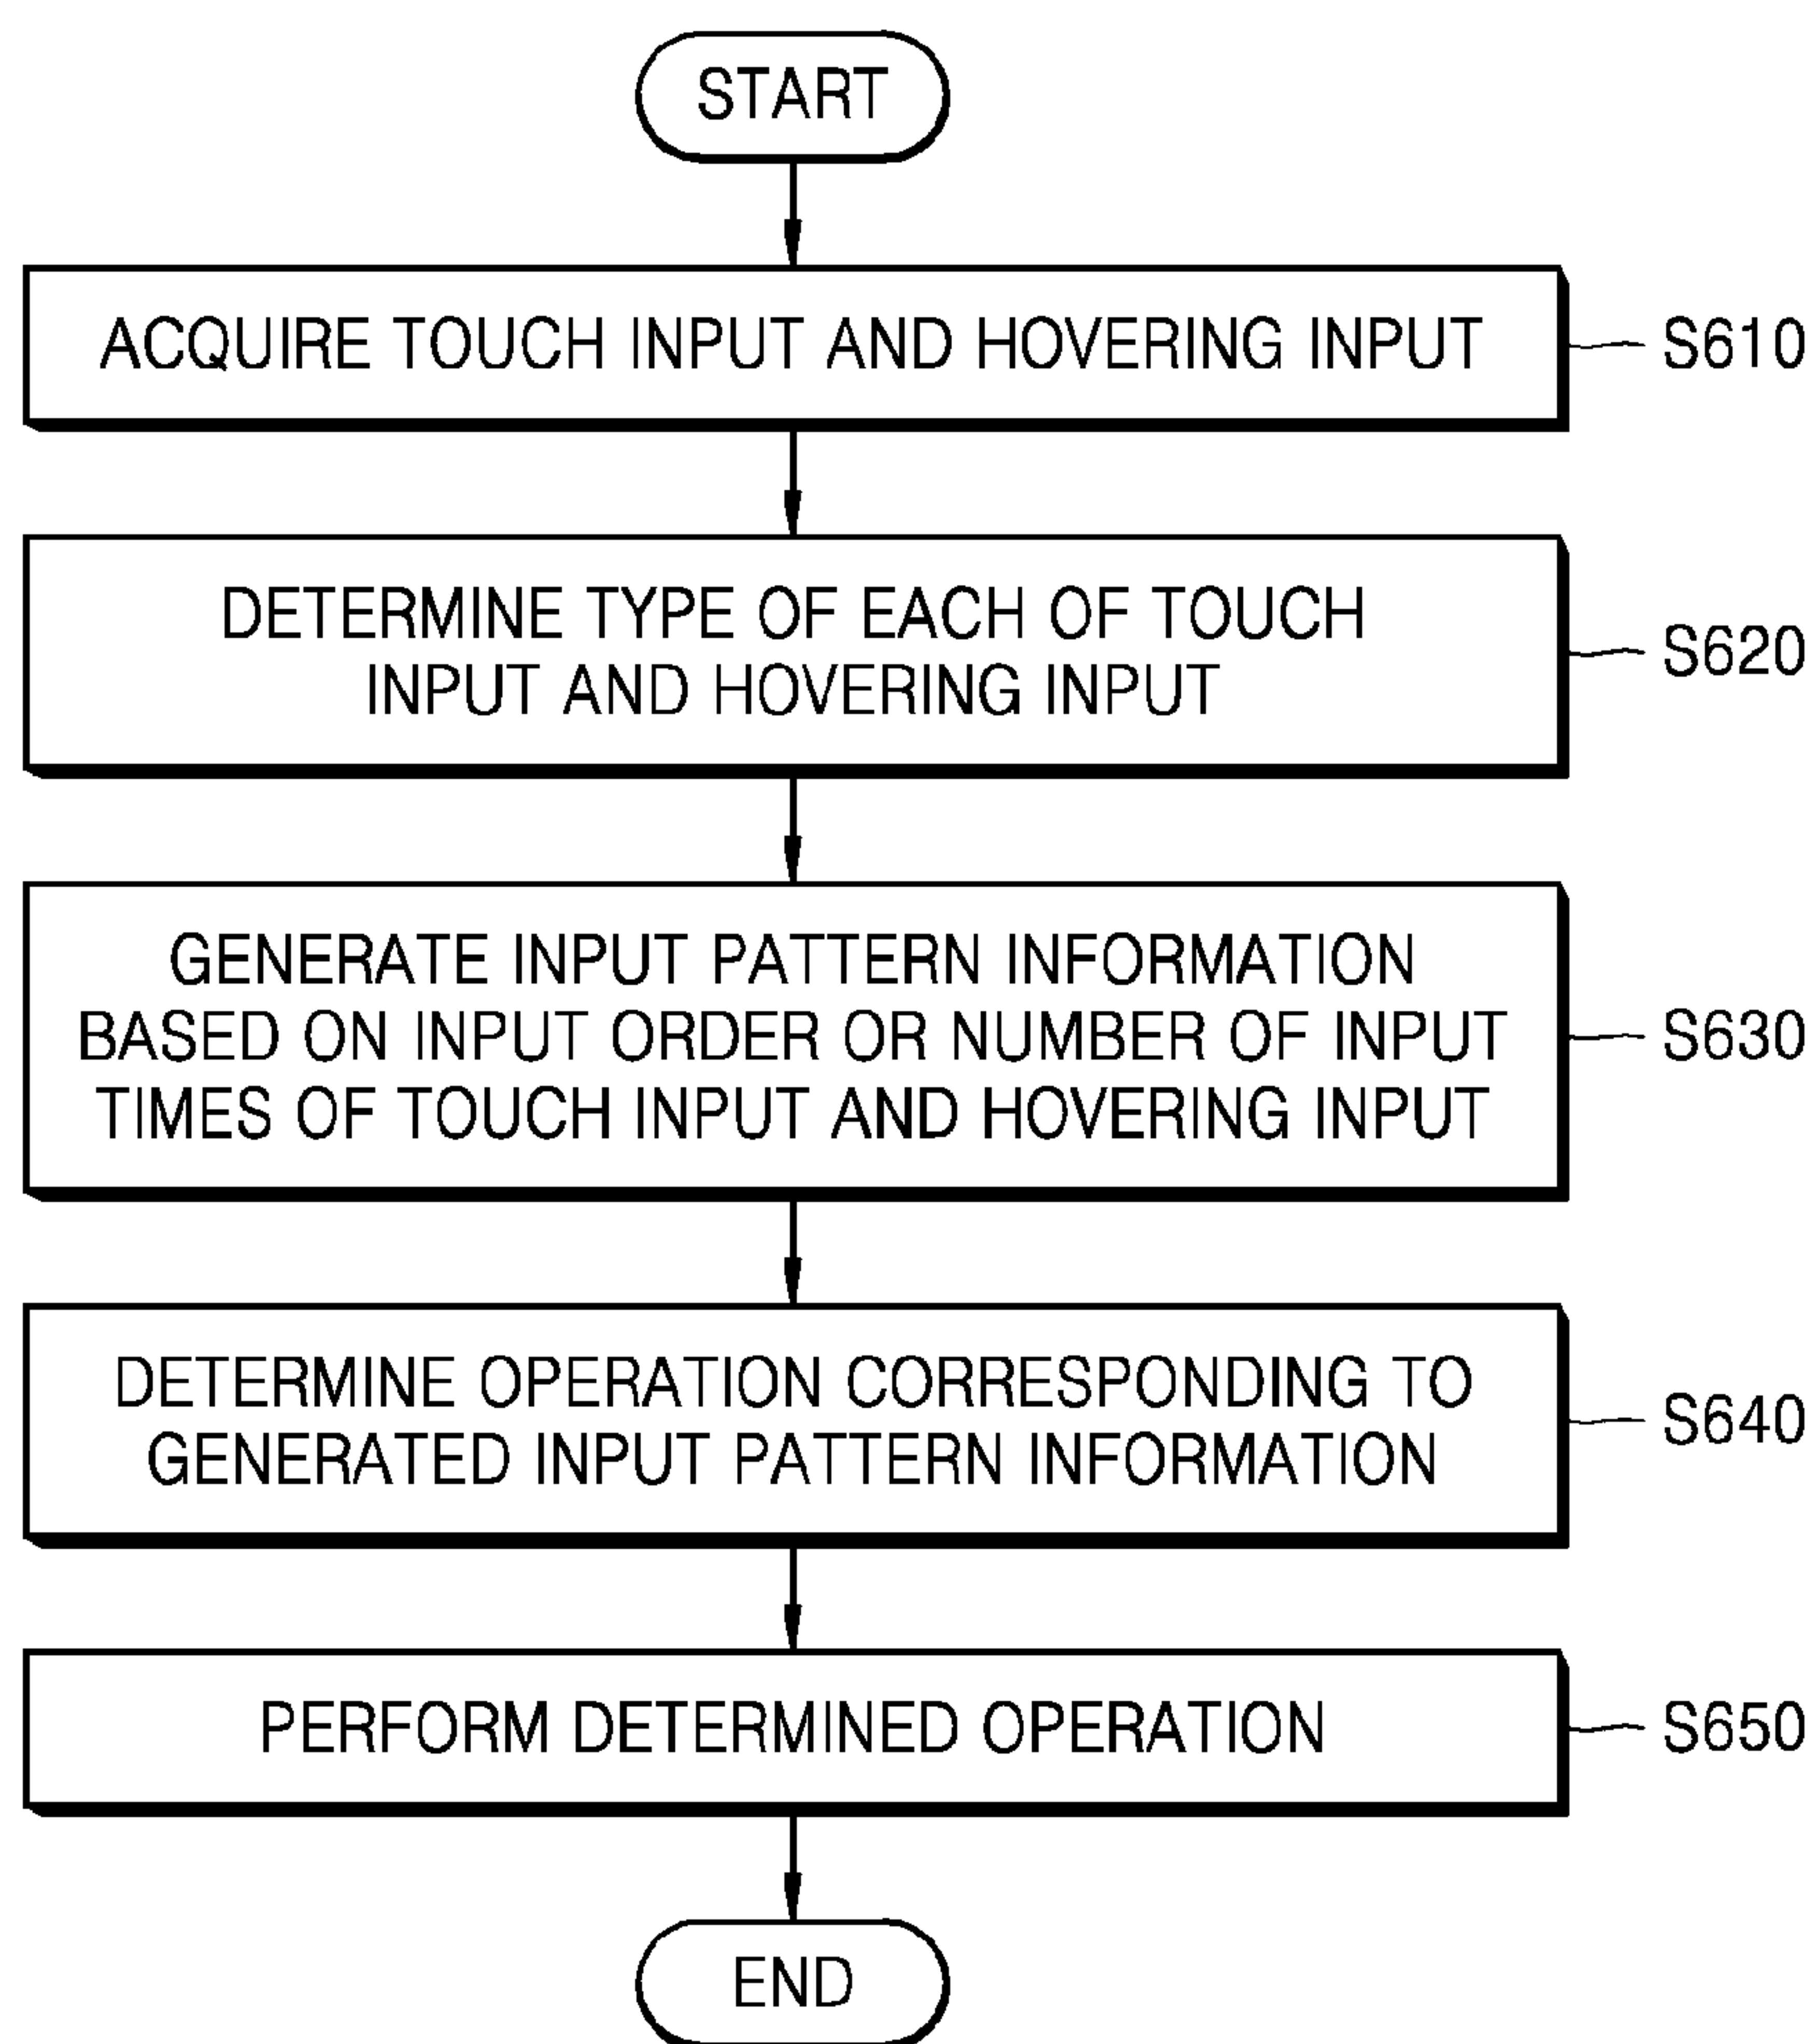 START
ACQUIRE TOUCH INPUT AND HOVERING INPUT
S610
DETERMINE TYPE OF EACH OF TOUCH
INPUT AND HOVERING INPUT
S620
GENERATE INPUT PATTERN INFORMATION
BASED ON INPUT ORDER OR NUMBER OF INPUT
TIMES OF TOUCH INPUT AND HOVERING INPUT
S630
DETERMINE OPERATION CORRESPONDING TO
GENERATED INPUT PATTERN INFORMATION
S640
PERFORM DETERMINED OPERATION
S650
END